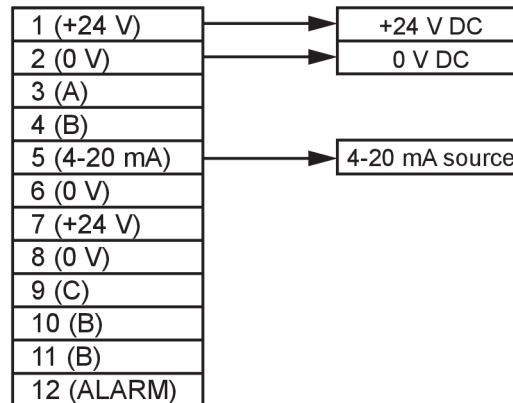 1 (+24 V)
+24 V DC
2 (0 V)
0 V DC
3 (A)
4 (B)
5 (4-20 mA)
4-20 mA source
6 (0 V)
7 (+24 V)
8 (0 V)
9 (C)
10 (B)
11 (B)
12 (ALARM)